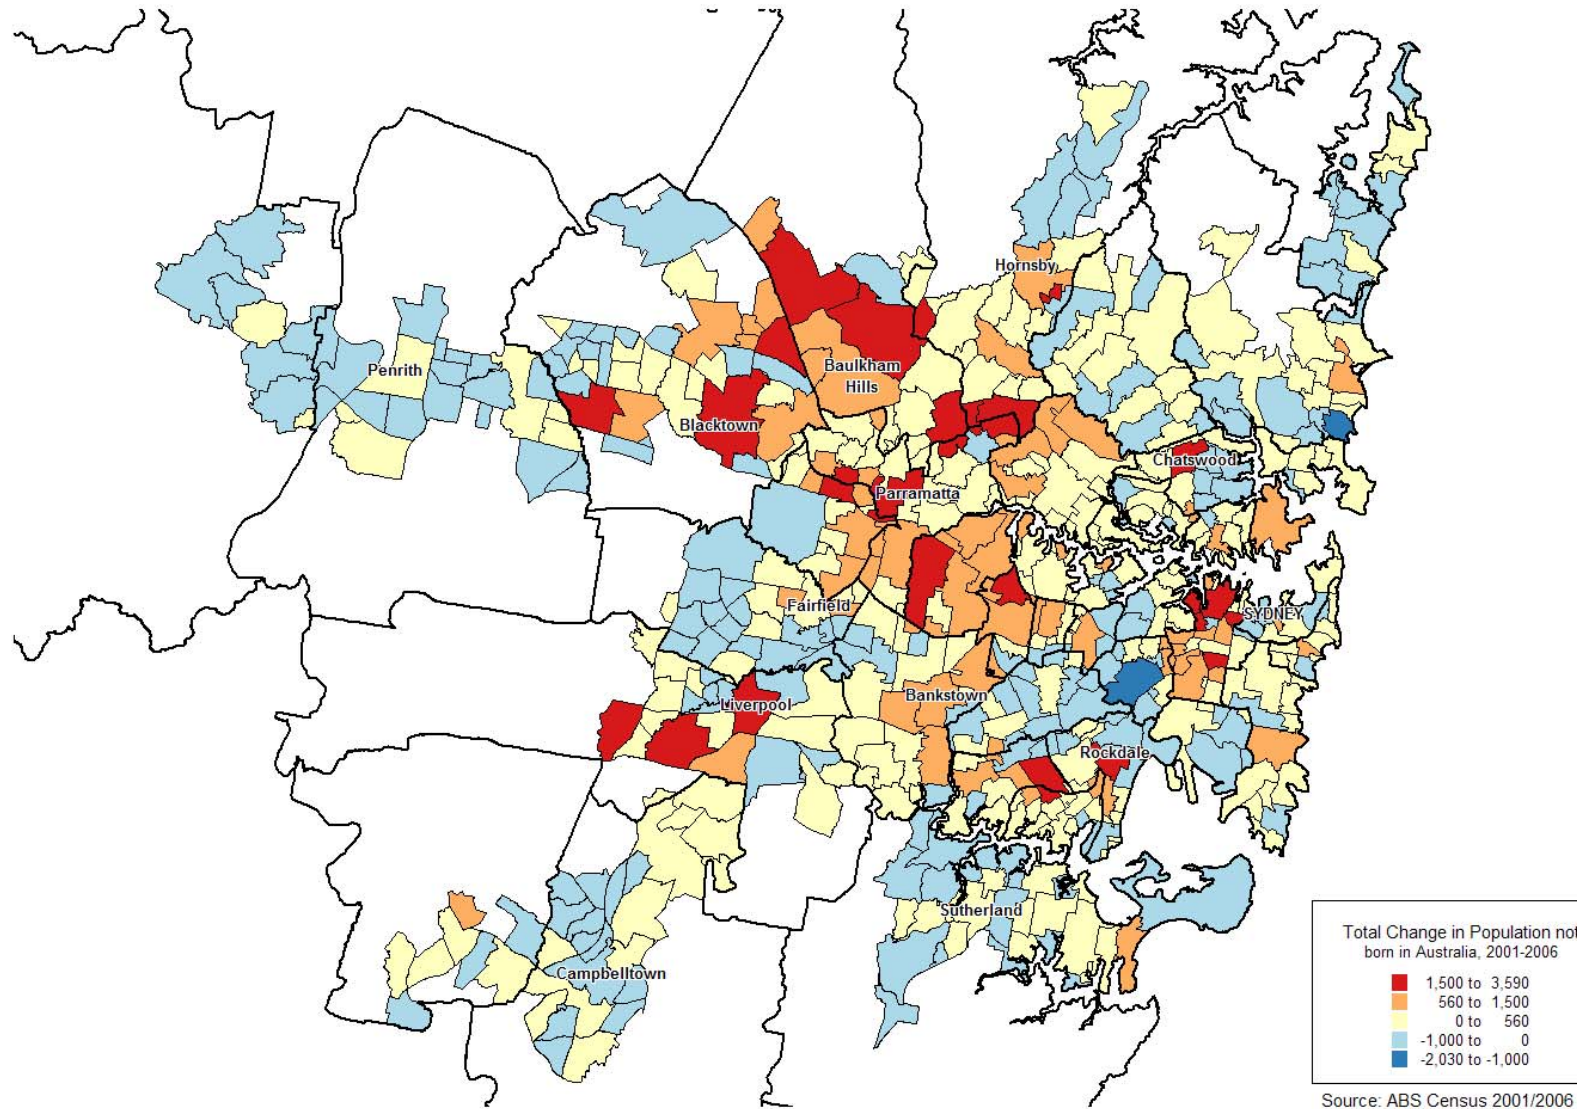 Hornsby
Penrith
Baulkham
Hills
Blacktown
Chatswood
Parramatta
Fairfield
SYDNEY
Liverpool
Bankstown
Rockdale
Sutherland
Campbelltown
Total Change in Population not
born in Australia, 2001-2006
1,500 to 3,590
560 to 1,500
0 to 560
-1,000 to 0
-2,030 to -1,000
Source: ABS Census 2001/2006